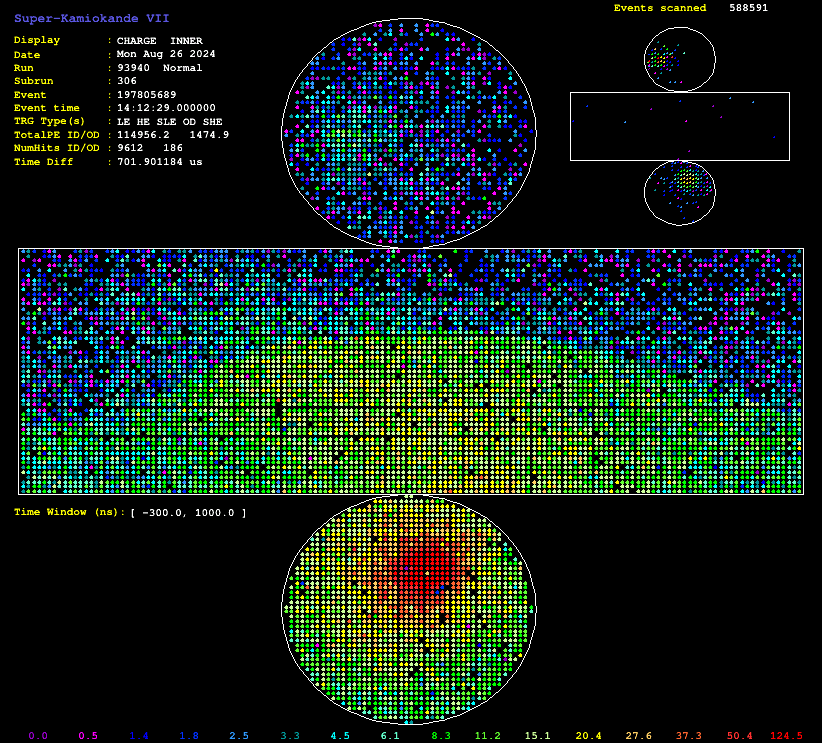 Super-Kamiokande VII
Events scanned 588591
Display : CHARGE INNER
Date : Mon Aug 26 2024
Run : 93940 Normal
Subrun : 306
Event : 197805689
Event time : 14:12:29.000000
TRG Type(s) : LE HE SLE OD SHE
TotalPE ID/OD : 114956.2 1474.9
NumHits ID/OD : 9612 186
Time Diff : 701.901184 us
Time Window (ns): [ -300.0, 1000.0 ]
0.0 0.5 1.4 1.8 2.5 3.3 4.5 6.1 8.3 11.2 15.1 20.4 27.6 37.3 50.4 124.5